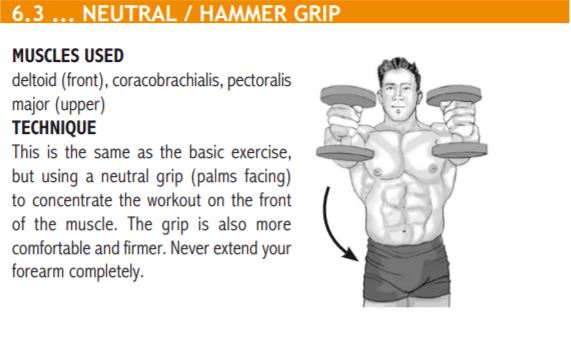 6.3 ... NEUTRAL / HAMMER GRIP
MUSCLES USED
deltoid (front), coracobrachialis, pectoralis
major (upper)
TECHNIQUE
This is the same as the basic exercise,
but using a neutral grip (palms facing)
to concentrate the workout on the front
of the muscle. The grip is also more
comfortable and firmer. Never extend your
forearm completely.